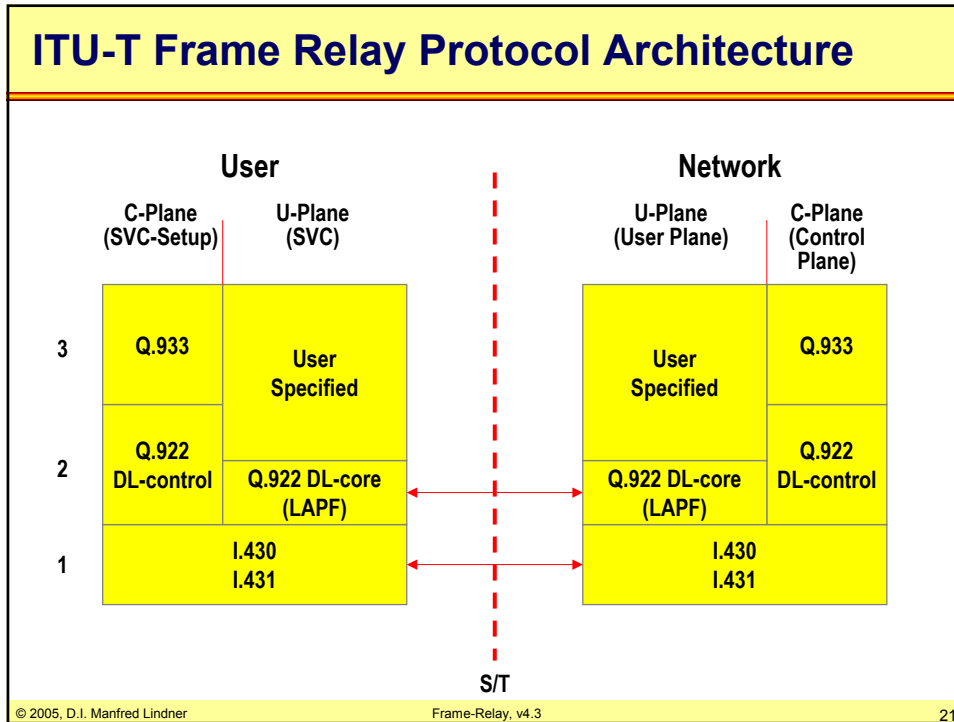 ITU-T Frame Relay Protocol Architecture
User
Network
C-Plane
(SVC-Setup)
U-Plane
(SVC)
U-Plane
(User Plane)
C-Plane
(Control
Plane)
3
Q.933
User
Specified
User
Specified
Q.933
2
Q.922
DL-control
Q.922 DL-core
(LAPF)
Q.922 DL-core
(LAPF)
Q.922
DL-control
1
I.430
I.431
I.430
I.431
S/T
© 2005, D.I. Manfred Lindner
Frame-Relay, v4.3
21